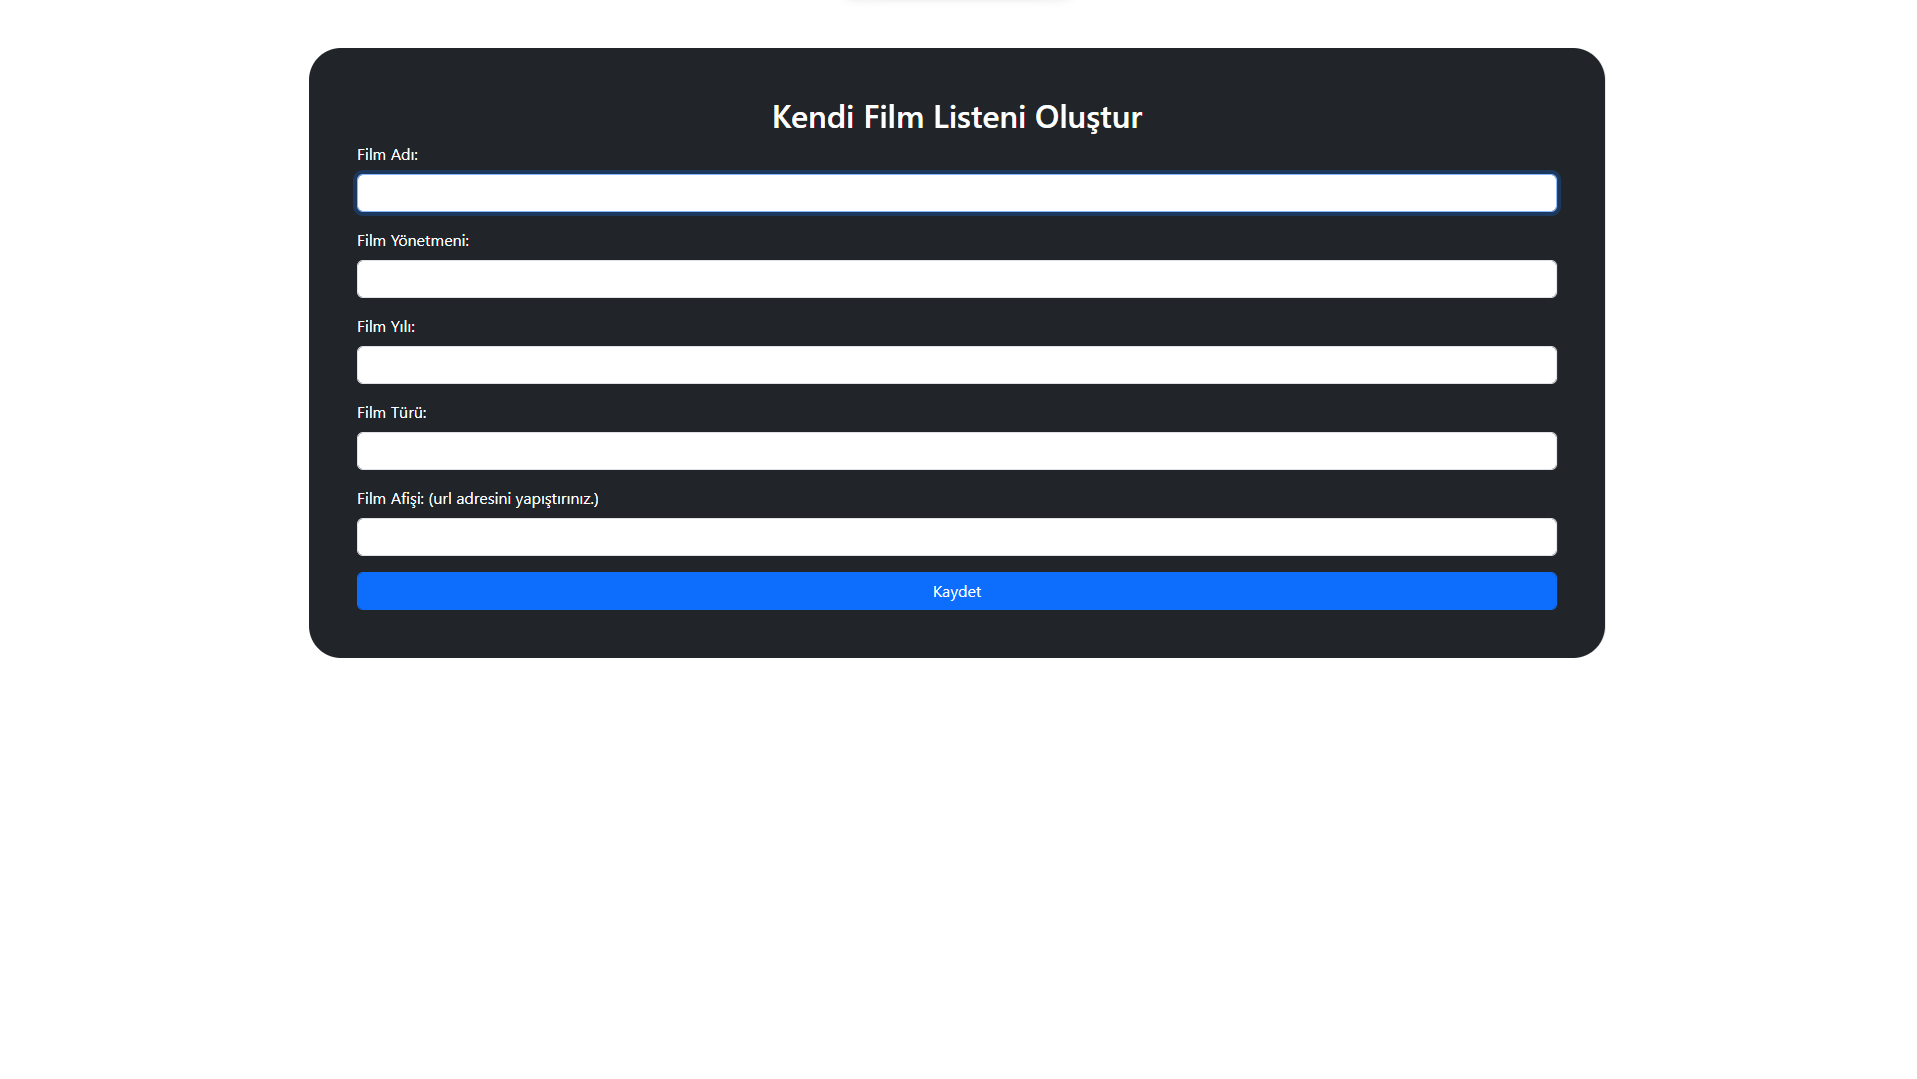 Kendi Film Listeni Oluştur
Film Adı:
Film Yönetmeni:
Film Yılı:
Film Türü:
Film Afişi: (url adresini yapıştırınız.)
Kaydet